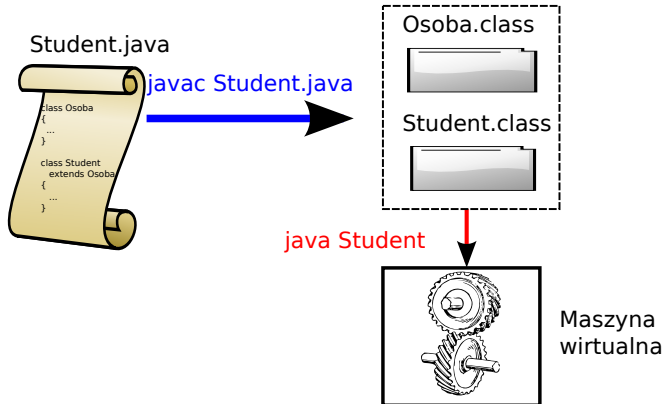 Student.java
class Osoba
{
...
}
class Student
extends Osoba
{
...
}
javac Student.java
Osoba.class
Student.class
java Student
Maszyna
wirtualna